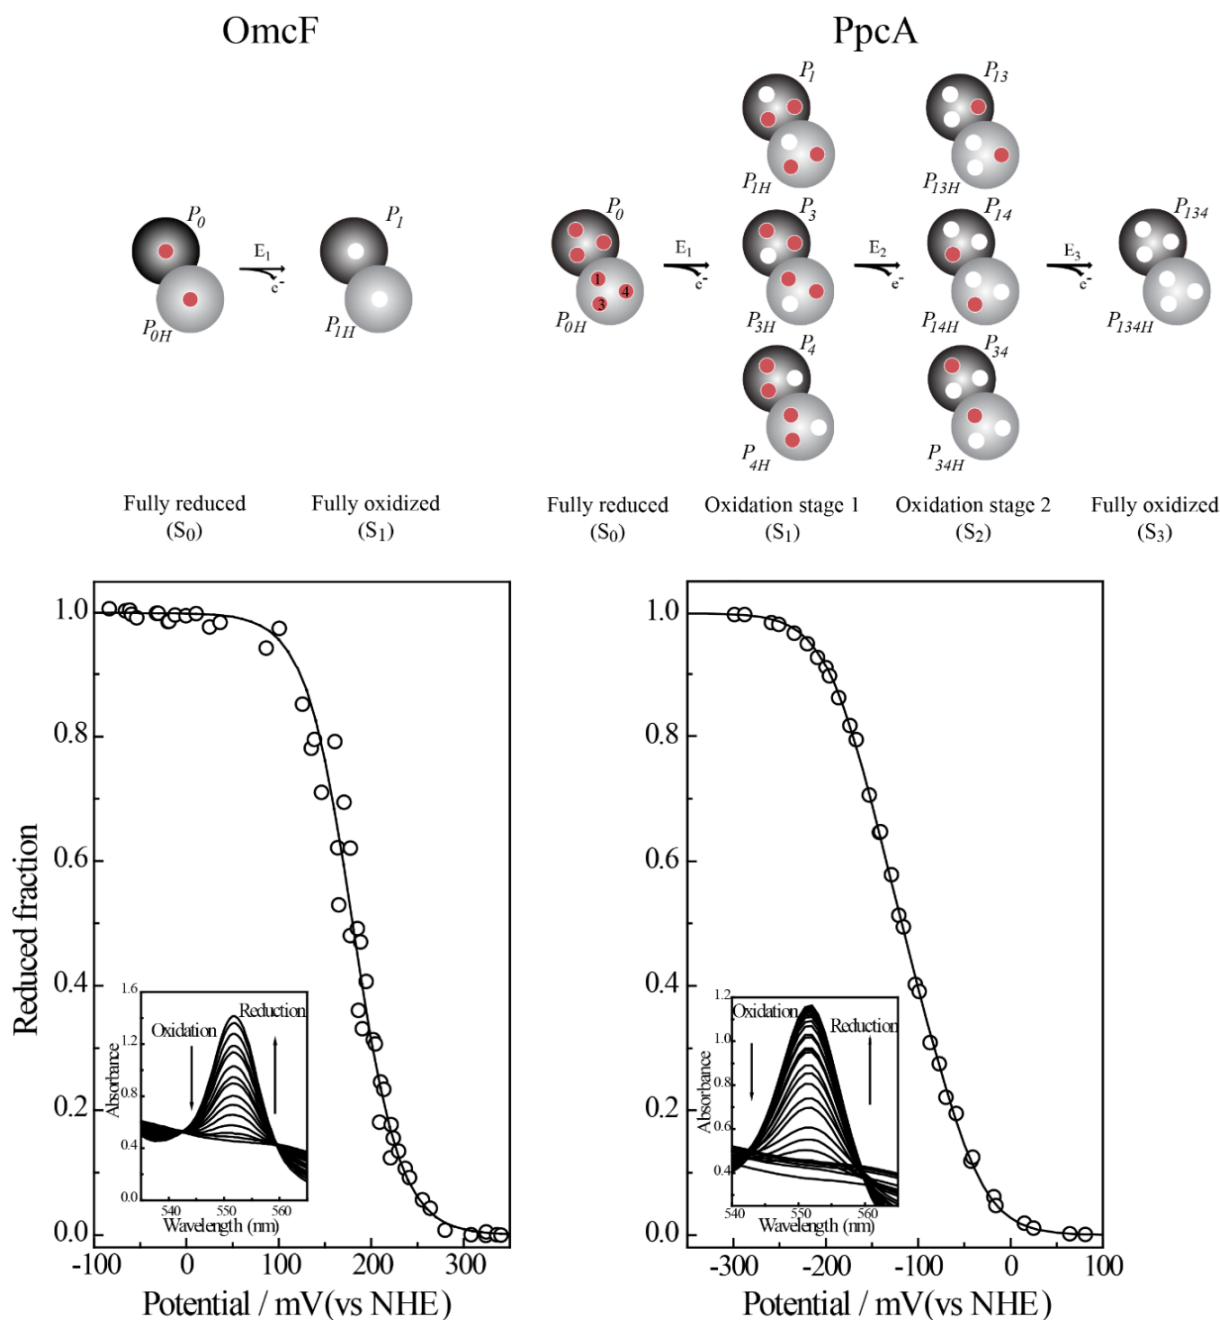 OmcF
PpcA
P0
P1
P0H
P1H
E1
e-
P0
P0H
1
4
3
E1
e-
P1
P1H
P3
P3H
P4
P4H
E2
e-
P13
P13H
P14
P14H
P34
P34H
E3
e-
P134
P134H
Fully reduced
(S0)
Fully oxidized
(S1)
Fully reduced
(S0)
Oxidation stage 1
(S1)
Oxidation stage 2
(S2)
Fully oxidized
(S3)
Reduced fraction
1.0
0.8
0.6
0.4
0.2
0.0
-100
0
100
200
300
Potential / mV(vs NHE)
Absorbance
1.6
1.2
0.8
0.4
0.0
Oxidation
Reduction
540
550
560
Wavelength (nm)
1.0
0.8
0.6
0.4
0.2
0.0
-300
-200
-100
0
100
Potential / mV(vs NHE)
Absorbance
1.2
1.0
0.8
0.6
0.4
Oxidation
Reduction
540
550
560
Wavelength (nm)